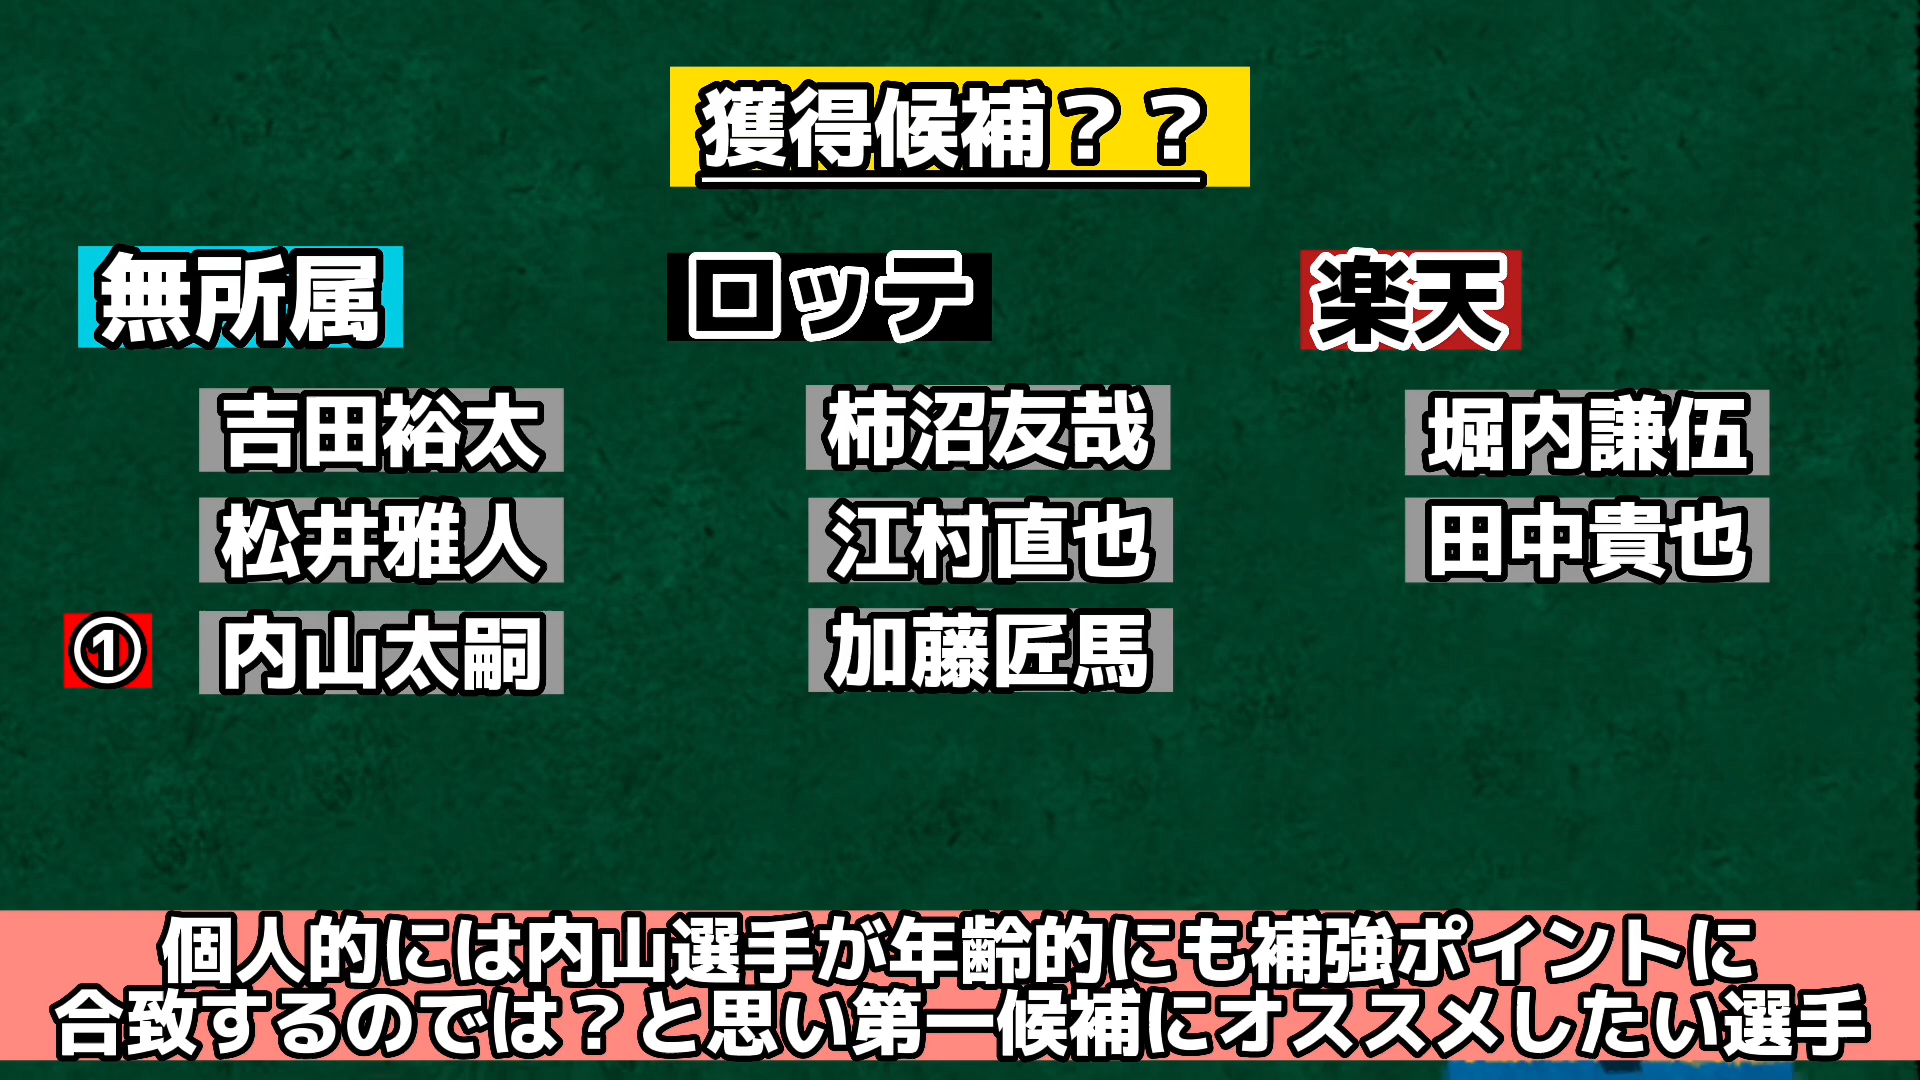 獲得候補？？
無所属
吉田裕太
松井雅人
① 内山太嗣
ロッテ
柿沼友哉
江村直也
加藤匠馬
楽天
堀内謙伍
田中貴也
個人的には内山選手が年齢的にも補強ポイントに
合致するのでは？と思い第一候補にオススメしたい選手